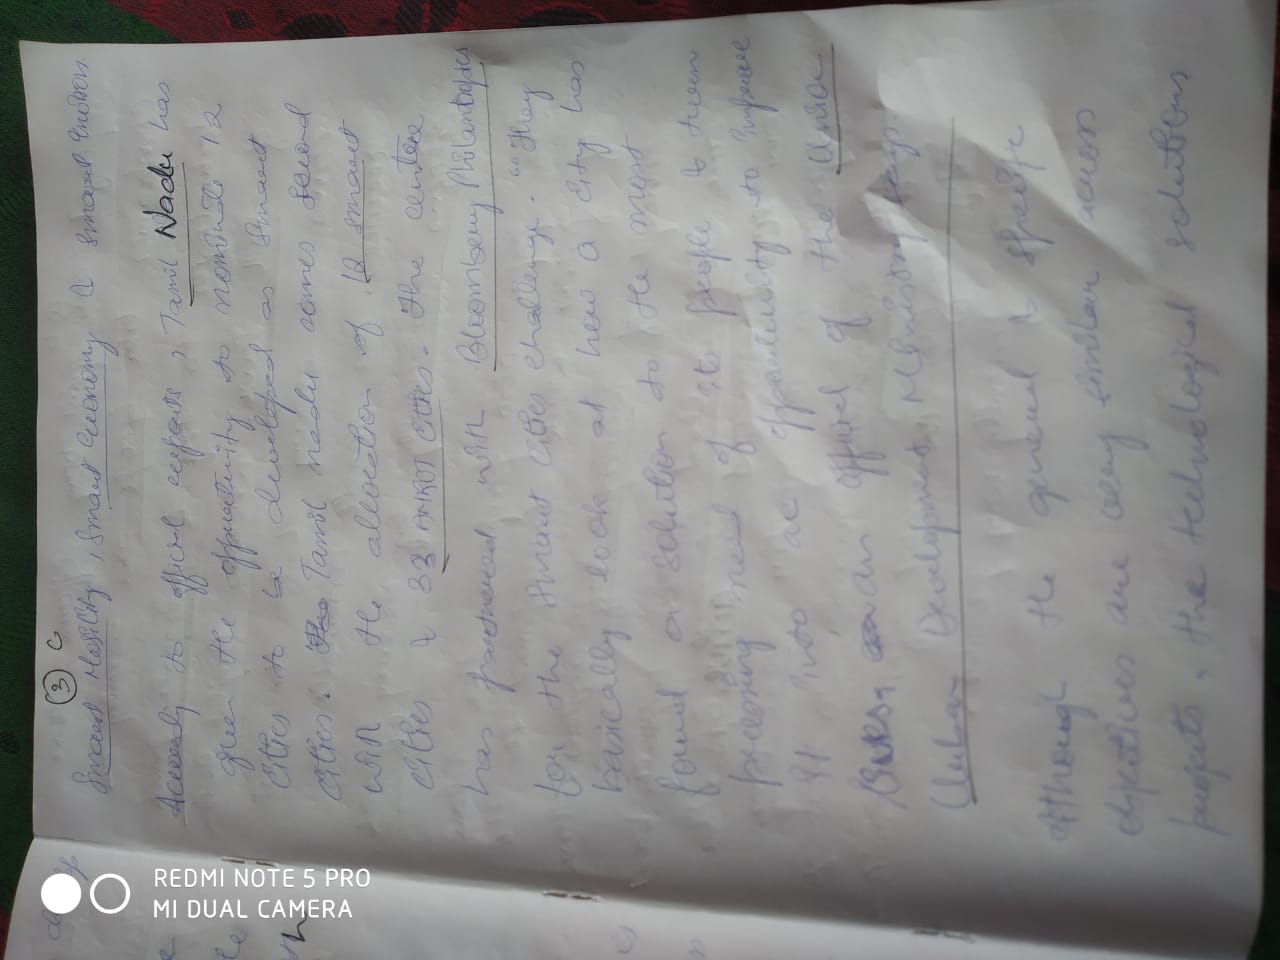 3 C
Smart Mobility, Smart Economy & Smart Environ.
According to official reports, Tamil Nadu has
given the opportunity to nominate 12
cities to be developed as Smart
cities. The Tamil nadu comes second
with the allocation of 12 smart
cities & 33 AMRUT cities. The centre
has partnered with Bloomberg Philantropics
for the Smart cities challenge. "They
basically look at how a city has
found a solution to the most
pressing need of its people & turn
it into an opportunity to improve
an official of the Union
Urban Development Ministry says.
Although the general & specific
objectives are very similar across
projects, the technological solutions
REDMI NOTE 5 PRO
MI DUAL CAMERA